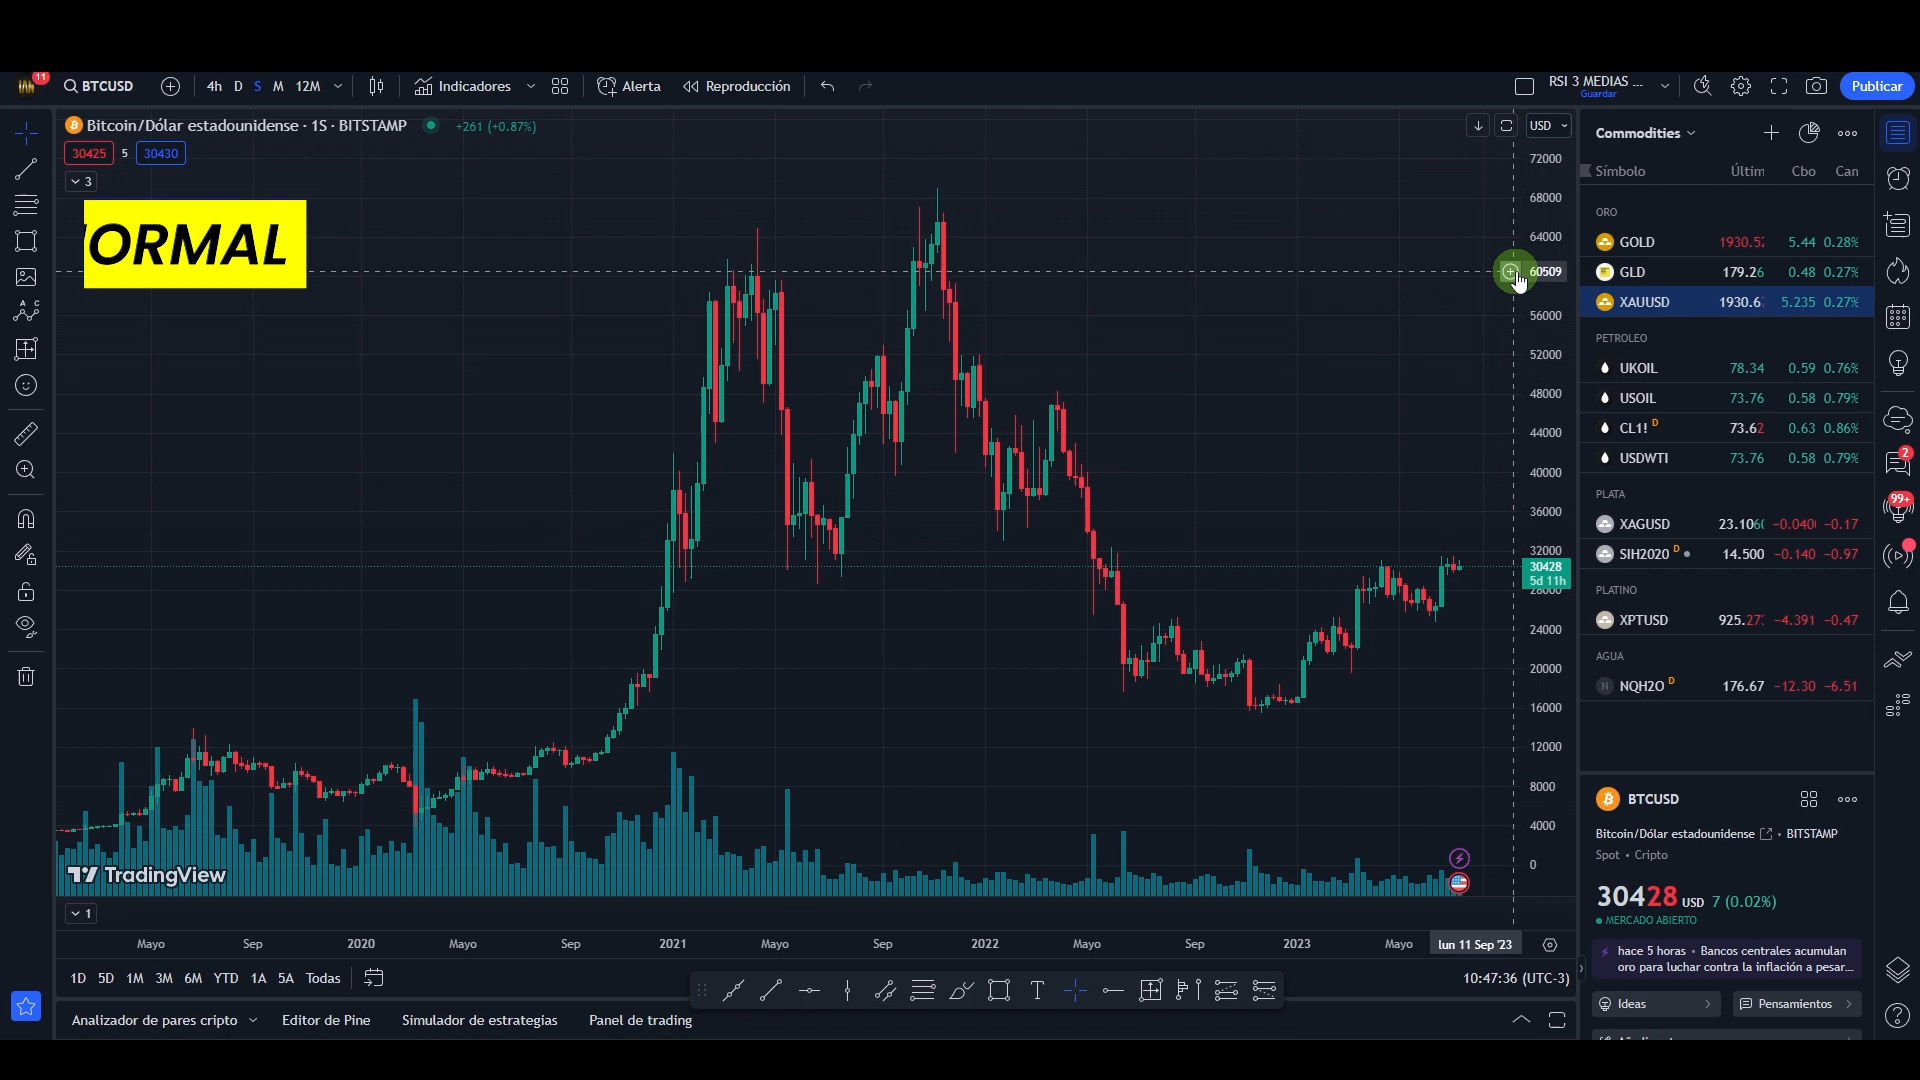 11
BTCUSD
4h D S M 12M
Indicadores
Alerta
Reproducción
RSI 3 MEDIAS ...
Guardar
Publicar
Bitcoin/Dólar estadounidense · 1S · BITSTAMP
+261 (+0.87%)
30425 5 30430
3
ORMAL
USD
72000
68000
64000
60509
56000
52000
48000
44000
40000
36000
32000
30428
5d 11h
28000
24000
20000
16000
12000
8000
4000
0
TradingView
1
Mayo Sep 2020 Mayo Sep 2021 Mayo Sep 2022 Mayo Sep 2023 Mayo lun 11 Sep '23
1D 5D 1M 3M 6M YTD 1A 5A Todas
10:47:36 (UTC-3)
Analizador de pares cripto Editor de Pine Simulador de estrategias Panel de trading
Commodities
Símbolo Últim Cbo Can
ORO
GOLD 1930.52 5.44 0.28%
GLD 179.26 0.48 0.27%
XAUUSD 1930.6 5.235 0.27%
PETROLEO
UKOIL 78.34 0.59 0.76%
USOIL 73.76 0.58 0.79%
CL1! D 73.62 0.63 0.86%
USDWTI 73.76 0.58 0.79%
PLATA
XAGUSD 23.106 -0.040 -0.17
SIH2020 D 14.500 -0.140 -0.97
PLATINO
XPTUSD 925.27 -4.391 -0.47
AGUA
N NQH2O D 176.67 -12.30 -6.51
2
99+
BTCUSD
Bitcoin/Dólar estadounidense • BITSTAMP
Spot • Cripto
30428 USD 7 (0.02%)
MERCADO ABIERTO
hace 5 horas • Bancos centrales acumulan
oro para luchar contra la inflación a pesar...
Ideas
Pensamientos